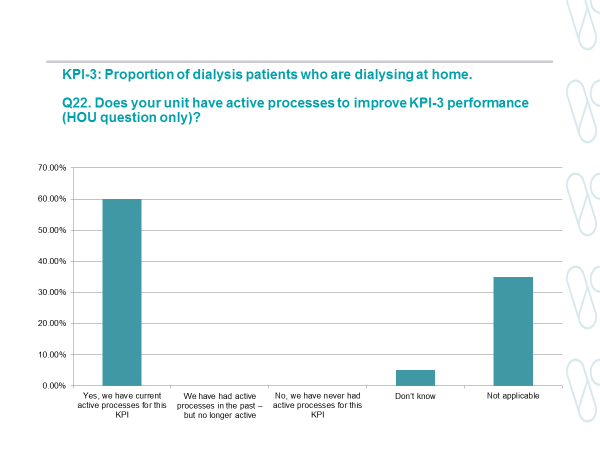 KPI-3: Proportion of dialysis patients who are dialysing at home.
Q22. Does your unit have active processes to improve KPI-3 performance
(HOU question only)?
70.00%
60.00%
50.00%
40.00%
30.00%
20.00%
10.00%
0.00%
Yes, we have current
active processes for this
KPI
We have had active
processes in the past –
but no longer active
No, we have never had
active processes for this
KPI
Don't know
Not applicable